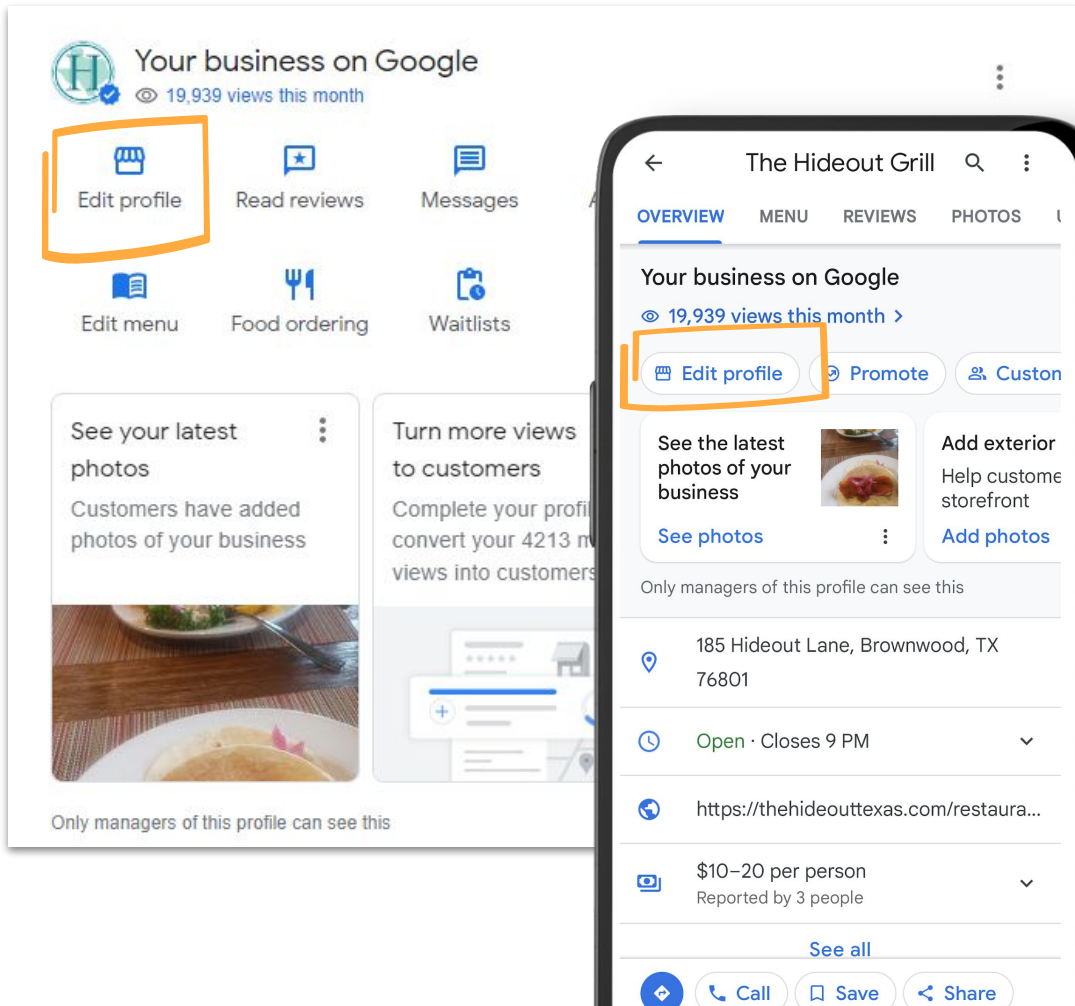 H
Your business on Google
19,939 views this month
Edit profile
Read reviews
Messages
Edit menu
Food ordering
Waitlists
See your latest
photos
Customers have added
photos of your business
Turn more views
to customers
Complete your
convert your 4213
views into customers
Only managers of this profile can see this
The Hideout Grill
OVERVIEW
MENU
REVIEWS
PHOTOS
Your business on Google
19,939 views this month
Edit profile
Promote
See the latest
photos of your
business
See photos
Add exterior
Help
storefront
Add photos
Only managers of this profile can see this
185 Hideout Lane, Brownwood, TX
76801
Open · Closes 9 PM
https://thehideouttexas.com/restaura...
$10–20 per person
Reported by 3 people
See all
Call
Save
Share